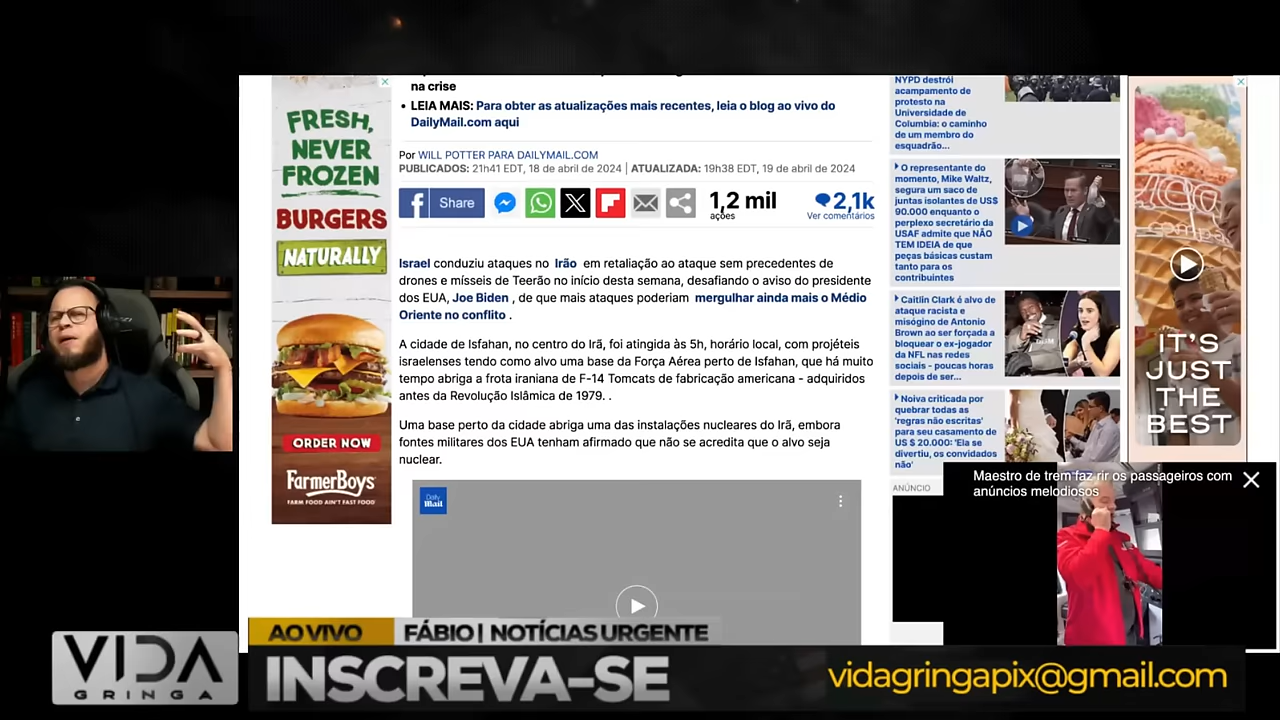 na crise
• LEIA MAIS: Para obter as atualizações mais recentes, leia o blog ao vivo do
DailyMail.com aqui
Por WILL POTTER PARA DAILYMAIL.COM
PUBLICADOS: 21h41 EDT, 18 de abril de 2024 | ATUALIZADA: 19h38 EDT, 19 de abril de 2024
Share
1,2 mil
ações
2,1k
Ver comentários
Israel conduziu ataques no Irão em retaliação ao ataque sem precedentes de
drones e mísseis de Teerão no início desta semana, desafiando o aviso do presidente
dos EUA, Joe Biden , de que mais ataques poderiam mergulhar ainda mais o Médio
Oriente no conflito .
A cidade de Isfahan, no centro do Irã, foi atingida às 5h, horário local, com projéteis
israelenses tendo como alvo uma base da Força Aérea perto de Isfahan, que há muito
tempo abriga a frota iraniana de F-14 Tomcats de fabricação americana - adquiridos
antes da Revolução Islâmica de 1979. .
Uma base perto da cidade abriga uma das instalações nucleares do Irã, embora
fontes militares dos EUA tenham afirmado que não se acredita que o alvo seja
nuclear.
Daily
Mail
FRESH,
NEVER
FROZEN
BURGERS
NATURALLY
ORDER NOW
FarmerBoys
FARM FOOD AIN'T FAST FOOD
NYPD destrói
acampamento de
protesto na
Universidade de
Columbia: o caminho
de um membro do
esquadrão...
O representante do
momento, Mike Waltz,
segura um saco de
juntas isolantes de US$
90.000 enquanto o
perplexo secretário da
USAF admite que NÃO
TEM IDEIA de que
peças básicas custam
tanto para os
contribuintes
Caitlin Clark é alvo de
ataque racista e
misógino de Antonio
Brown ao ser forçada a
bloquear o ex-jogador
da NFL nas redes
sociais - poucas horas
depois de ser...
Noiva criticada por
quebrar todas as
'regras não escritas'
para seu casamento de
US $ 20.000: 'Ela se
divertiu, os convidados
não'
ANÚNCIO
IT'S
JUST
THE
BEST
Maestro de trem faz rir os passageiros com
anúncios melodiosos
VIDA
GRINGA
AO VIVO
FÁBIO | NOTÍCIAS URGENTE
INSCREVA-SE
vidagringapix@gmail.com